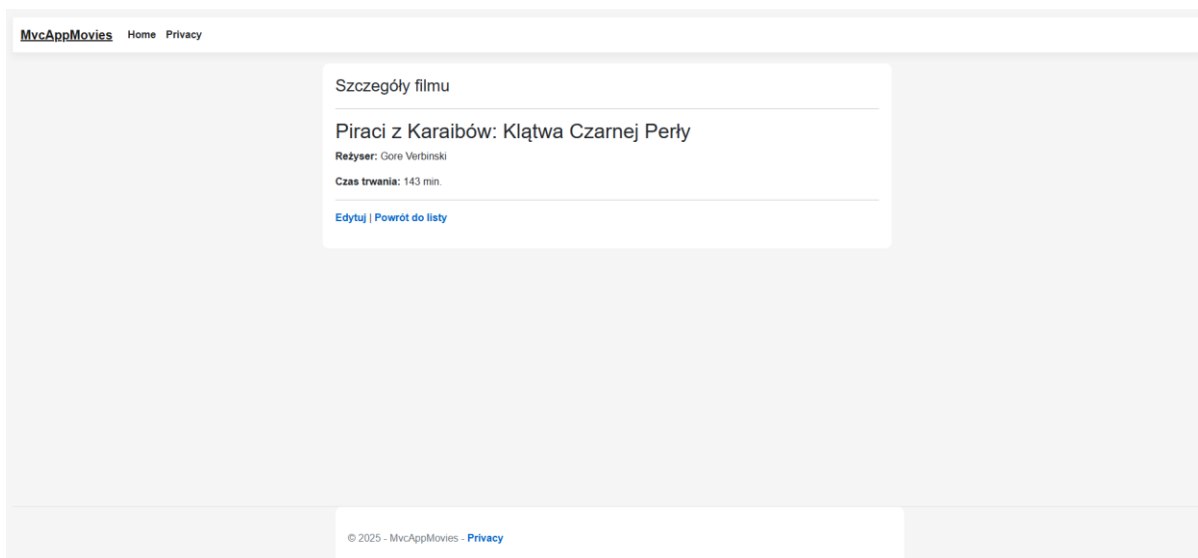 MvcAppMovies Home Privacy
Szczegóły filmu
Piraci z Karaibów: Klątwa Czarnej Perły
Reżyser: Gore Verbinski
Czas trwania: 143 min.
Edytuj | Powrót do listy
© 2025 - MvcAppMovies - Privacy